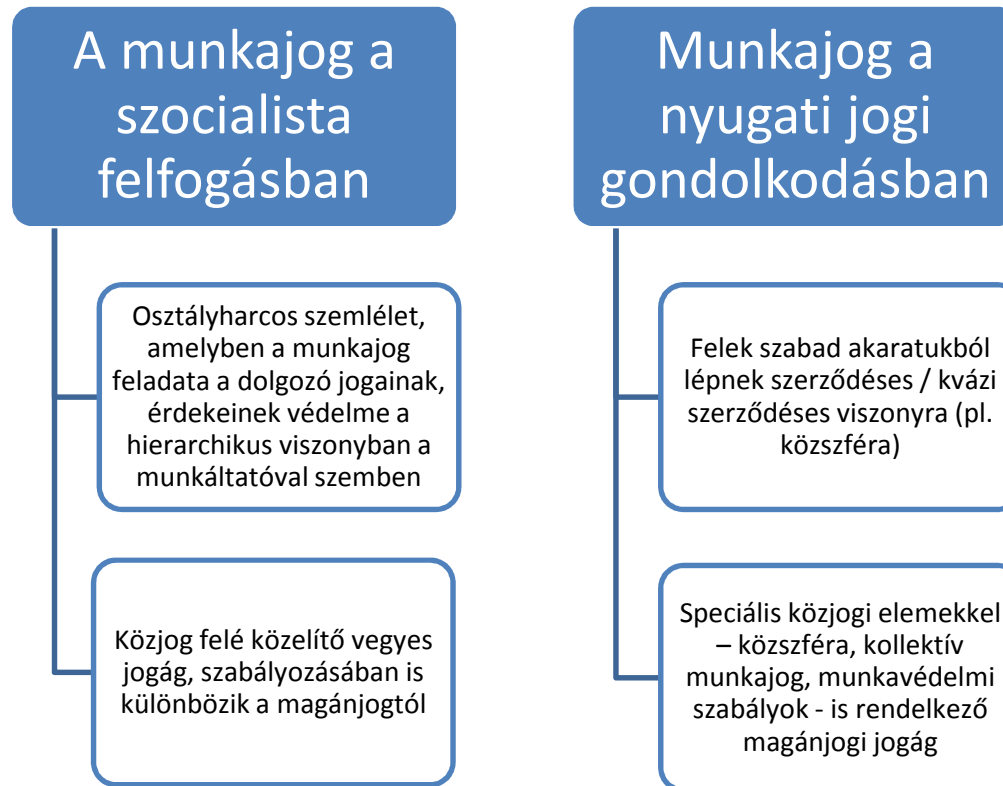 A munkajog a
szocialista
felfogásban
Osztályharcos szemlélet,
amelyben a munkajog
feladata a dolgozó jogainak,
érdekeinek védelme a
hierarchikus viszonyban a
munkáltatóval szemben
Közjog felé közelítő vegyes
jogág, szabályozásában is
különbözik a magánjogtól
Munkajog a
nyugati jogi
gondolkodásban
Felek szabad akaratukból
lépnek szerződéses / kvázi
szerződéses viszonyra (pl.
közszféra)
Speciális közjogi elemekkel
– közszféra, kollektív
munkajog, munkavédelmi
szabályok - is rendelkező
magánjogi jogág